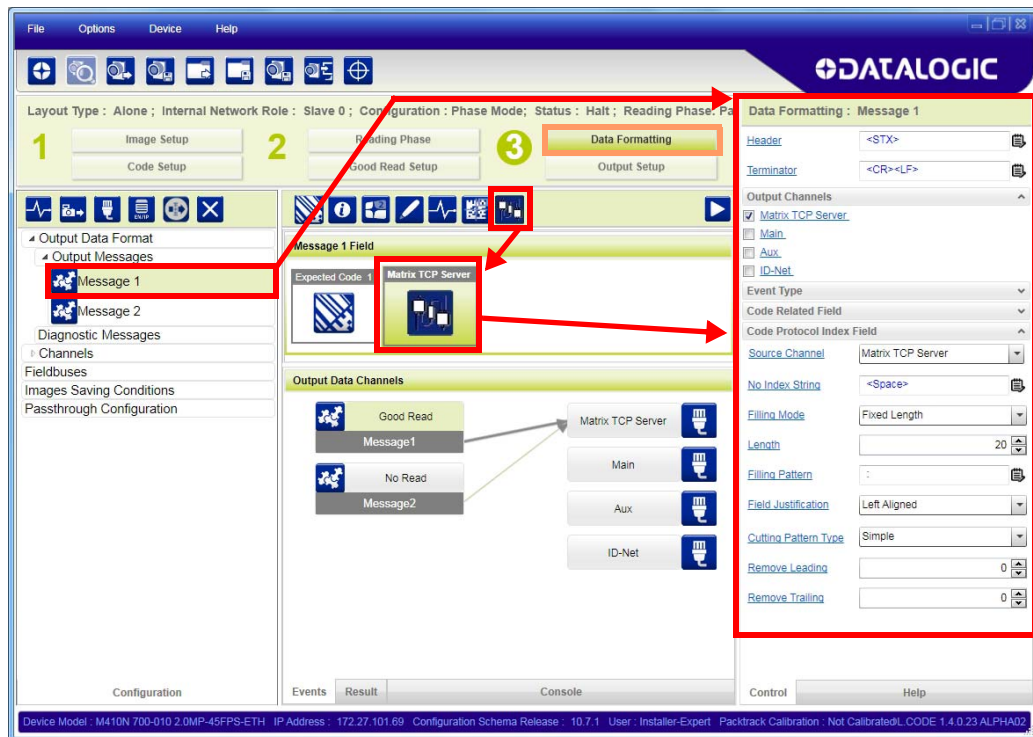 File Options Device Help
DATALOGIC
Layout Type : Alone ; Internal Network Role : Slave 0 ; Configuration : Phase Mode; Status : Halt ; Reading Phase: Pa
1
Image Setup
Code Setup
2
Reading Phase
Good Read Setup
3
Data Formatting
Output Setup
EN/IP
Output Data Format
Output Messages
Message 1
Message 2
Diagnostic Messages
Channels
Fieldbuses
Images Saving Conditions
Passthrough Configuration
Configuration
Message 1 Field
Expected Code 1
Matrix TCP Server
Output Data Channels
Good Read
Message1
No Read
Message2
Matrix TCP Server
Main
Aux
ID-Net
Events Result Console
Data Formatting : Message 1
Header <STX>
Terminator <CR><LF>
Output Channels
Matrix TCP Server
Main
Aux
ID-Net
Event Type
Code Related Field
Code Protocol Index Field
Source Channel Matrix TCP Server
No Index String <Space>
Filling Mode Fixed Length
Length 20
Filling Pattern :
Field Justification Left Aligned
Cutting Pattern Type Simple
Remove Leading 0
Remove Trailing 0
Control Help
Device Model : M410N 700-010 2.0MP-45FPS-ETH IP Address : 172.27.101.69 Configuration Schema Release : 10.7.1 User : Installer-Expert Packtrack Calibration : Not Calibrated\L.CODE 1.4.0.23 ALPHA02